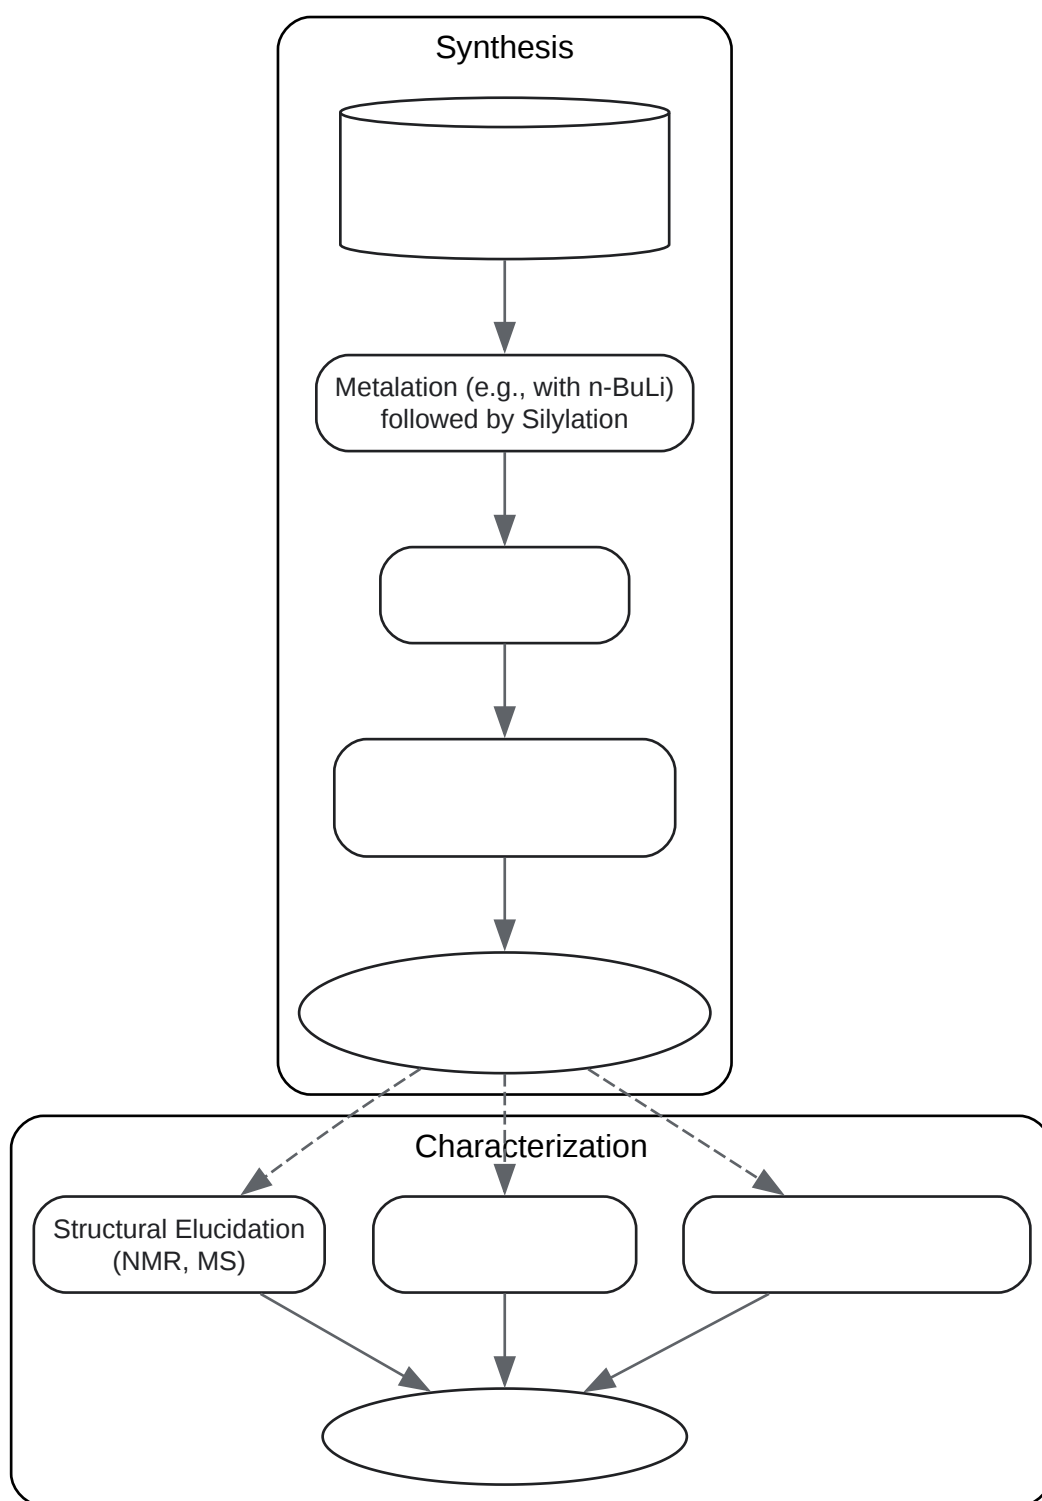 Synthesis
Metalation (e.g., with n-BuLi)
followed by Silylation
Characterization
Structural Elucidation
(NMR, MS)